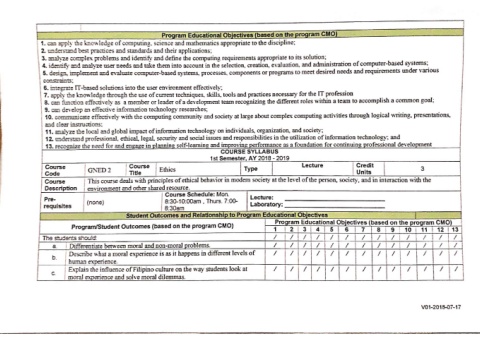 Program Educational Objectives (based on the program CMO)
1. can apply the knowledge of computing, science and mathematics appropriate to the discipline;
2. understand best practices and standards and their applications;
3. analyze complex problems and identify and define the computing requirements appropriate to its solution;
4. identify and analyze user needs and take them into account in the selection, creation, evaluation, and administration of computer-based systems;
5. design, implement and evaluate computer-based systems, processes, components or programs to meet desired needs and requirements under various
constraints;
6. integrate IT-based solutions into the user environment effectively;
7. apply the knowledge through the use of current techniques, skills, tools and practices necessary for the IT profession
8. can function effectively as a member or leader of a development team recognizing the different roles within a team to accomplish a common goal;
9. can develop an effective information technology researches;
10. communicate effectively with the computing community and society at large about complex computing activities through logical writing, presentations,
and clear instructions;
11. analyze the local and global impact of information technology on individuals, organization, and society;
12. understand professional, ethical, legal, security and social issues and responsibilities in the utilization of information technology; and
13. recognize the need for and engage in planning self-learning and improving performance as a foundation for continuing professional development
COURSE SYLLABUS
1st Semester, AY 2018 - 2019
Course Code GNED 2 Course Title Ethics Type Lecture Credit Units 3
Course Description This course deals with principles of ethical behavior in modern society at the level of the person, society, and in interaction with the
environment and other shared resource.
Pre-requisites (none) Course Schedule: Mon. 8:30-10:00am , Thurs. 7:00-8:30am Lecture:
Laboratory:
Student Outcomes and Relationship to Program Educational Objectives
Program/Student Outcomes (based on the program CMO) Program Educational Objectives (based on the program CMO)
1 2 3 4 5 6 7 8 9 10 11 12 13
The students should: / / / / / / / / / / / / /
a. Differentiate between moral and non-moral problems. / / / / / / / / / / / / /
b. Describe what a moral experience is as it happens in different levels of / / / / / / / / / / / / /
human experience.
c. Explain the influence of Filipino culture on the way students look at / / / / / / / / / / / / /
moral experience and solve moral dilemmas.
V01-2018-07-17